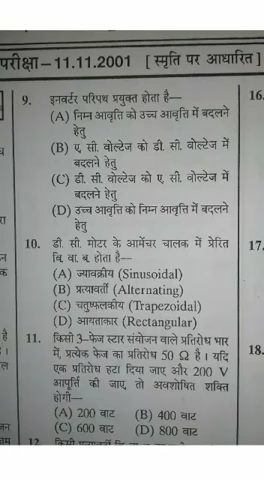 परीक्षा–11.11.2001 [ स्मृति पर आधारित ]
9. इनवर्टर परिपथ प्रयुक्त होता है—
(A) निम्न आवृति को उच्च आवृति में बदलने
हेतु
(B) ए. सी. वोल्टेज को डी. सी. वोल्टेज में
बदलने हेतु
(C) डी. सी. वोल्टेज को ए. सी. वोल्टेज में
बदलने हेतु
(D) उच्च आवृति को निम्न आवृति में बदलने
हेतु
10. डी. सी. मोटर के आर्मेचर चालक में प्रेरित
वि. वा. ब. होता है—
(A) ज्यावक्रीय (Sinusoidal)
(B) प्रत्यावर्ती (Alternating)
(C) चतुष्फलकीय (Trapezoidal)
(D) आयताकार (Rectangular)
11. किसी 3–फेज स्टार संयोजन वाले प्रतिरोध भार
में, प्रत्येक फेज का प्रतिरोध 50 Ω है। यदि
एक प्रतिरोध हटा दिया जाए और 200 V
आपूर्ति की जाए, तो अवशोषित शक्ति
होगी—
(A) 200 वाट (B) 400 वाट
(C) 600 वाट (D) 800 वाट
12
16.
17.
18.